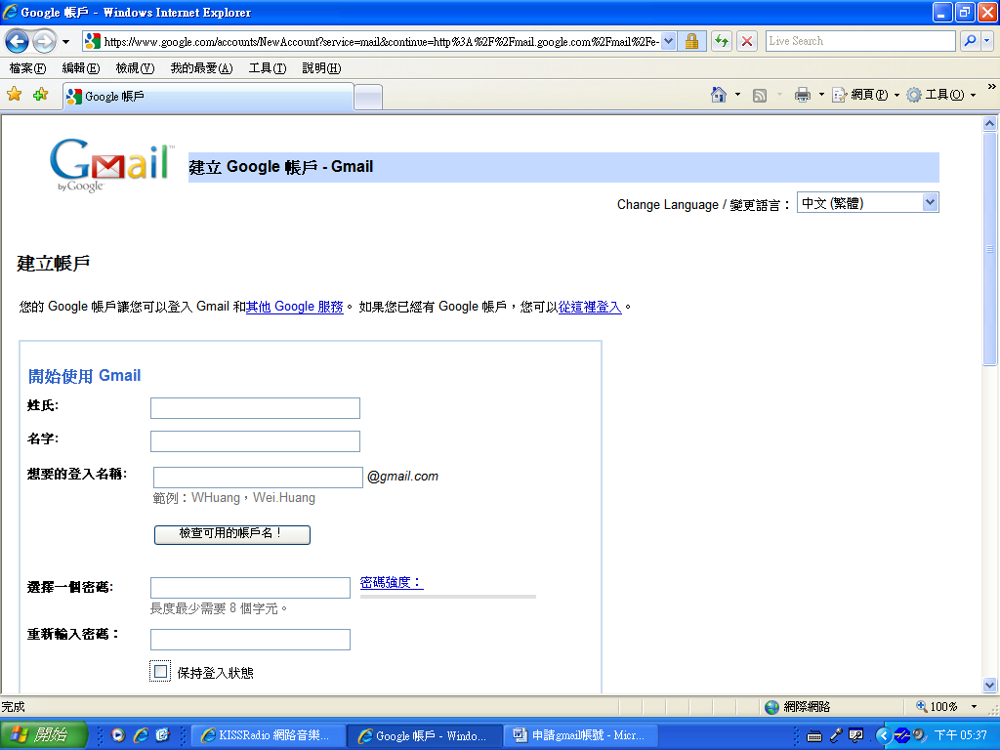 Google 帳戶 - Windows Internet Explorer
https://www.google.com/accounts/NewAccount?service=mail&continue=http%3A%2F%2Fmail.google.com%2Fmail%2Fe-
Live Search
檔案(F) 編輯(E) 檢視(V) 我的最愛(A) 工具(T) 說明(H)
Google 帳戶
網頁(P) 工具(O) »
Gmail by Google ™
建立 Google 帳戶 - Gmail
Change Language / 變更語言： 中文 (繁體)
建立帳戶
您的 Google 帳戶讓您可以登入 Gmail 和其他 Google 服務。 如果您已經有 Google 帳戶，您可以從這裡登入。
開始使用 Gmail
姓氏:
名字:
想要的登入名稱: @gmail.com
範例：WHuang，Wei.Huang
檢查可用的帳戶名！
選擇一個密碼: 密碼強度：
長度最少需要 8 個字元。
重新輸入密碼：
保持登入狀態
完成 網際網路 100%
開始 KISSRadio 網路音樂... Google 帳戶 - Windo... 申請gmail帳號 - Micr... 下午 05:37